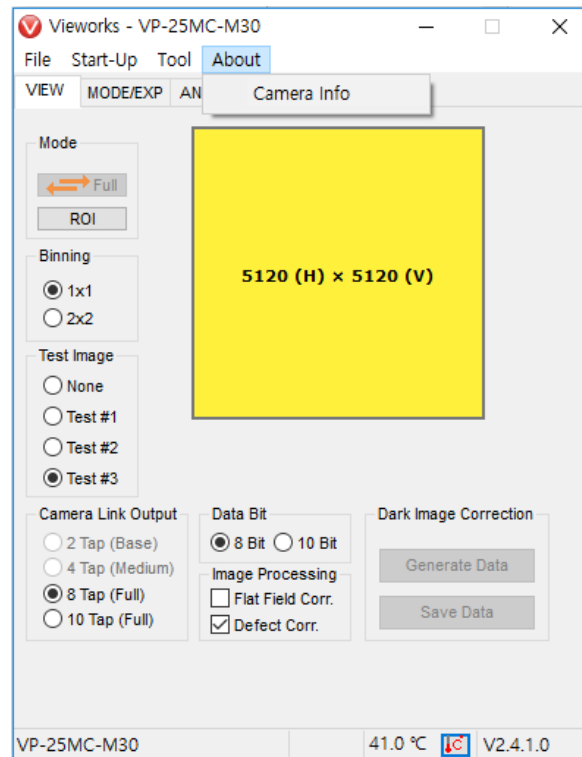 Vieworks - VP-25MC-M30
File Start-Up Tool About
VIEW MODE/EXP AN
Camera Info
Mode
Full
ROI
Binning
1x1
2x2
Test Image
None
Test #1
Test #2
Test #3
5120 (H) × 5120 (V)
Camera Link Output
2 Tap (Base)
4 Tap (Medium)
8 Tap (Full)
10 Tap (Full)
Data Bit
8 Bit 10 Bit
Image Processing
Flat Field Corr.
Defect Corr.
Dark Image Correction
Generate Data
Save Data
VP-25MC-M30 41.0 ℃ C V2.4.1.0